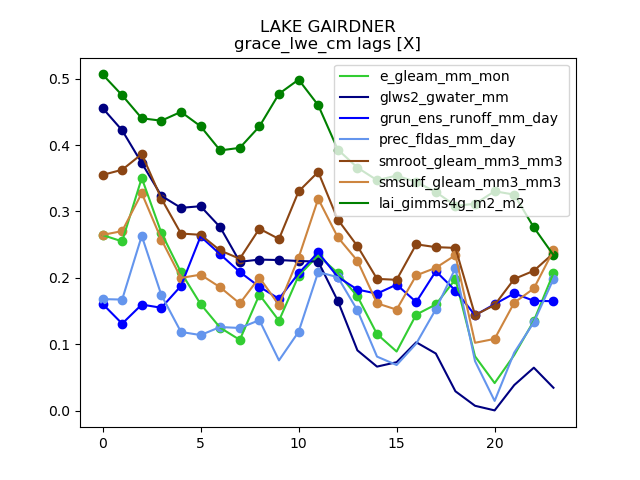 LAKE GAIRDNER
grace_lwe_cm lags [X]
e_gleam_mm_mon
glws2_gwater_mm
grun_ens_runoff_mm_day
prec_fldas_mm_day
smroot_gleam_mm3_mm3
smsurf_gleam_mm3_mm3
lai_gimms4g_m2_m2
0.5
0.4
0.3
0.2
0.1
0.0
0
5
10
15
20